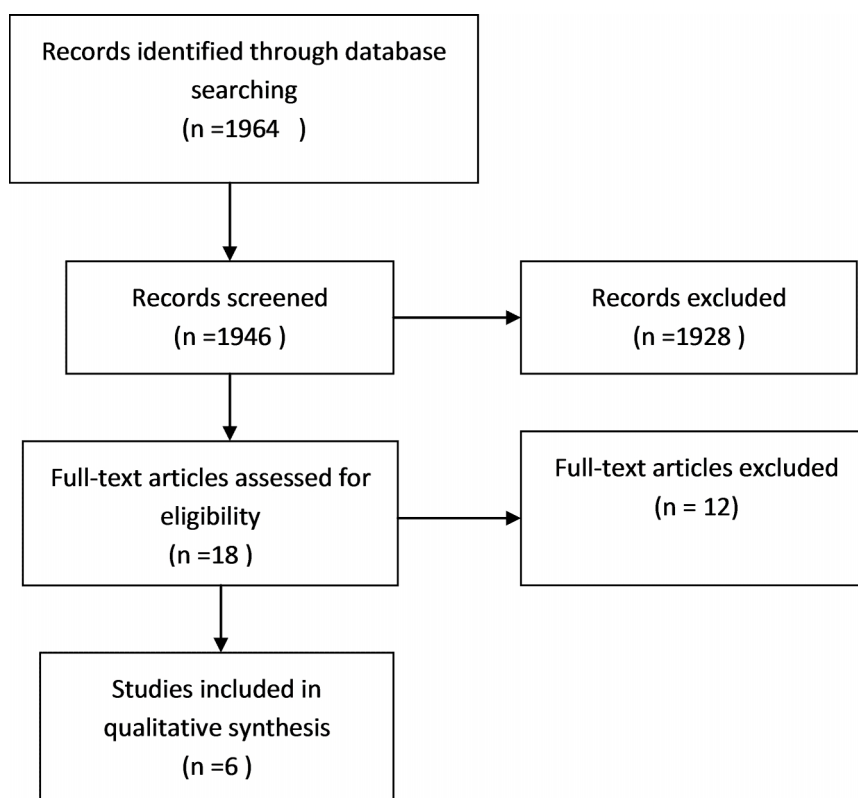 Records identified through database
searching
(n =1964   )
Records screened
(n =1946 )
Records excluded
(n =1928 )
Full-text articles assessed for
eligibility
(n =18 )
Full-text articles excluded
(n = 12)
Studies included in
qualitative synthesis
(n =6 )